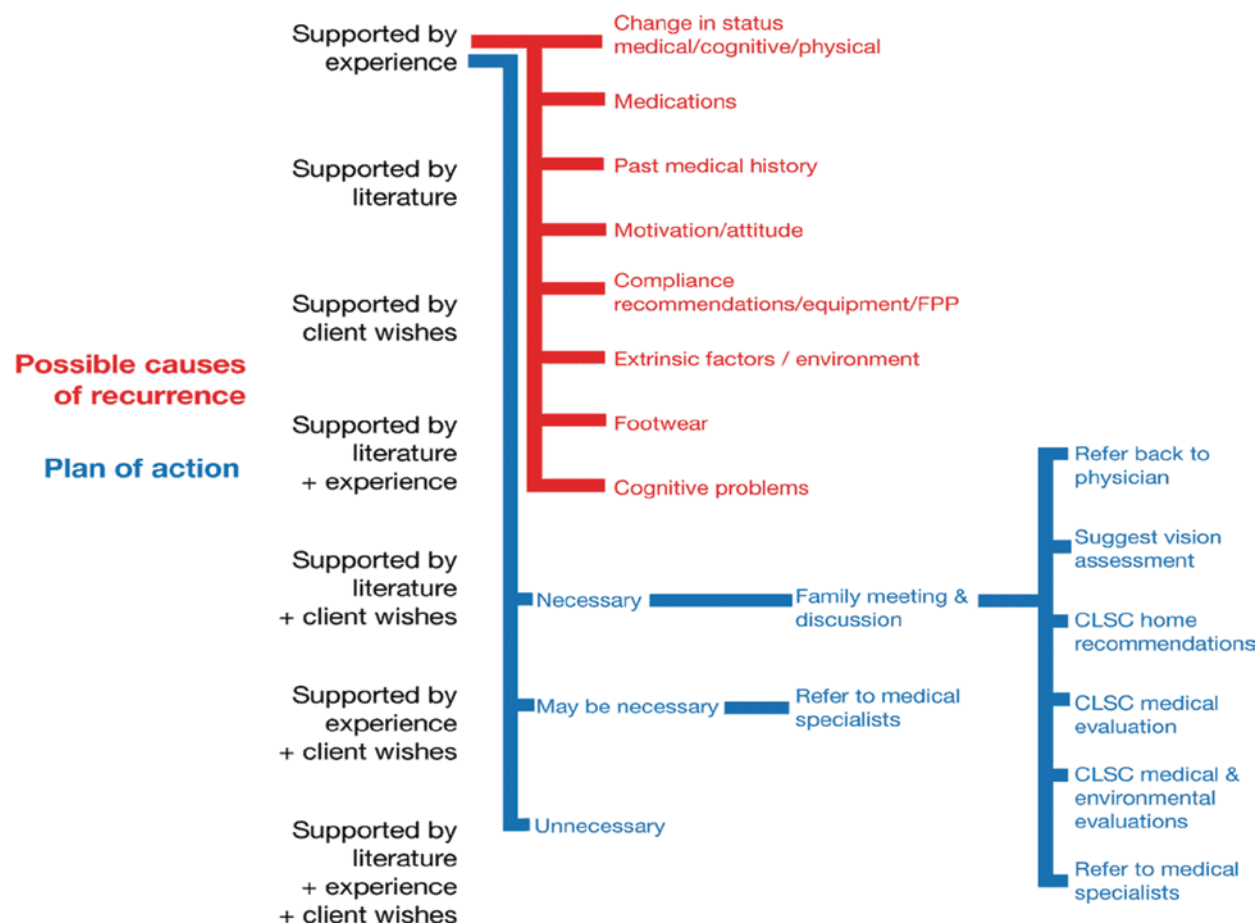 Possible causes
of recurrence
Plan of action
Supported by
experience
Supported by
literature
Supported by
client wishes
Supported by
literature
+ experience
Supported by
literature
+ client wishes
Supported by
experience
+ client wishes
Supported by
literature
+ experience
+ client wishes
Change in status
medical/cognitive/physical
Medications
Past medical history
Motivation/attitude
Compliance
recommendations/equipment/FPP
Extrinsic factors / environment
Footwear
Cognitive problems
Necessary
May be necessary
Unnecessary
Family meeting &
discussion
Refer to medical
specialists
Refer back to
physician
Suggest vision
assessment
CLSC home
recommendations
CLSC medical
evaluation
CLSC medical &
environmental
evaluations
Refer to medical
specialists